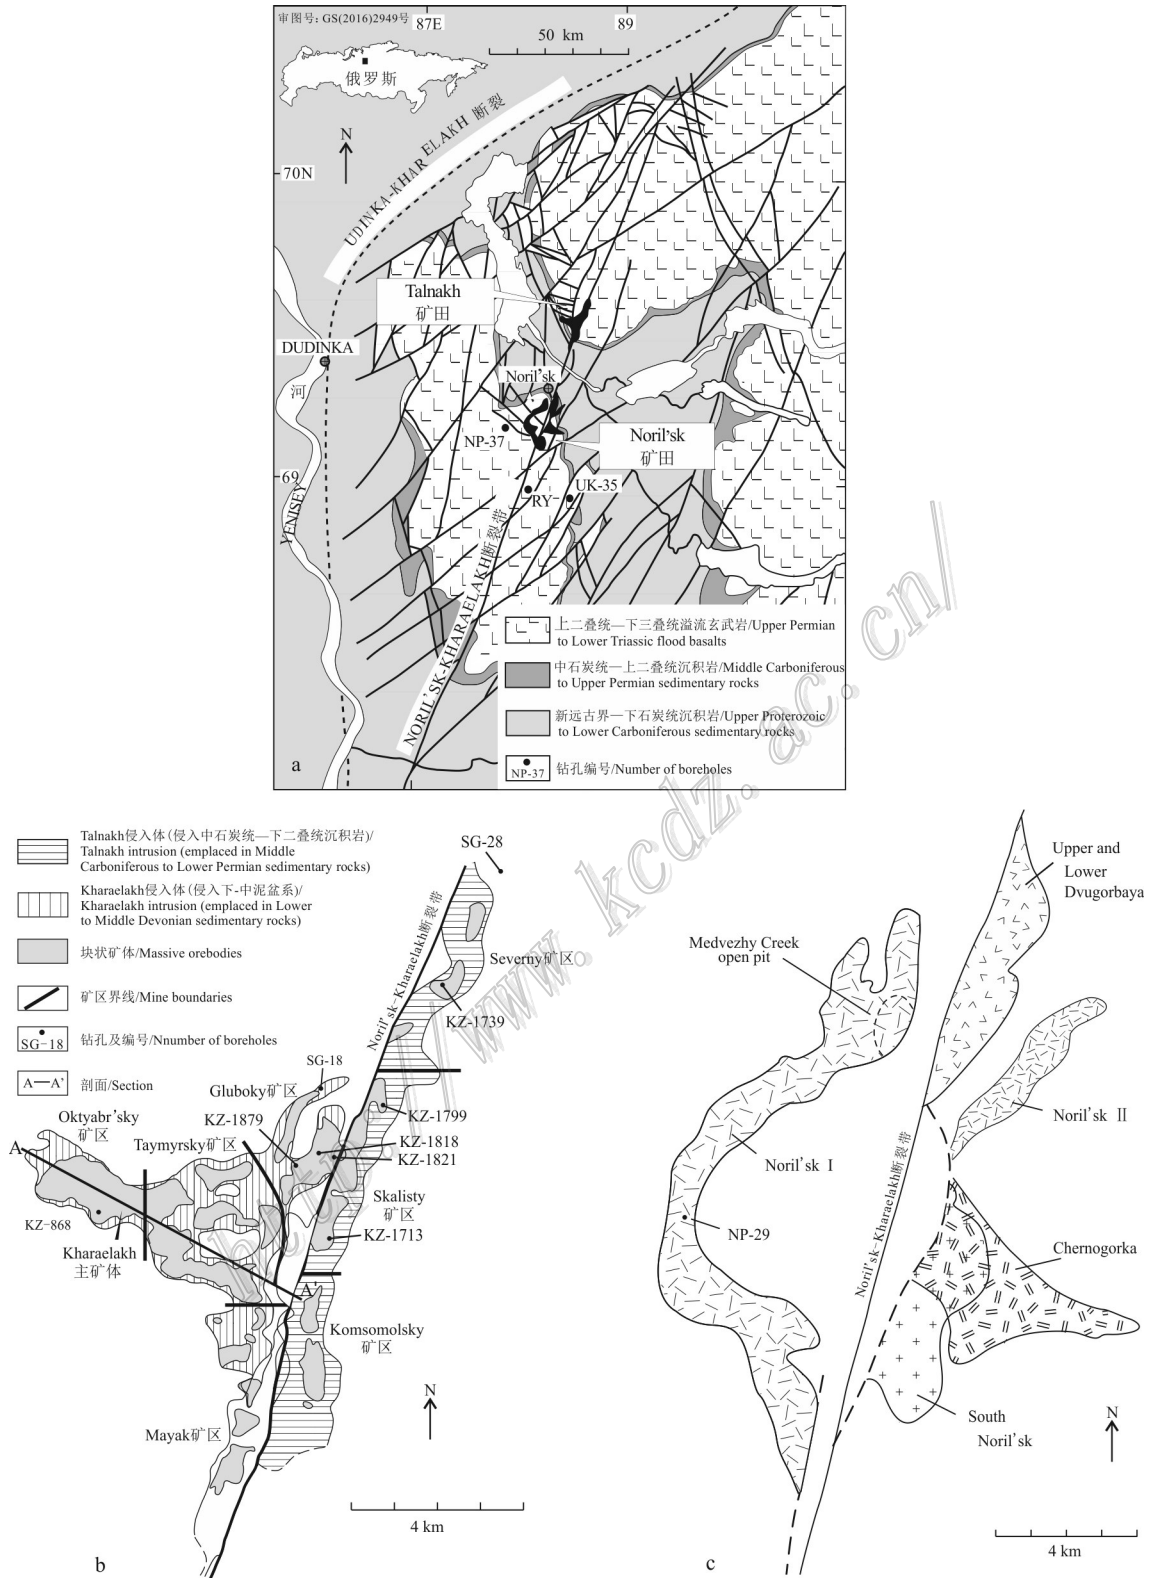 审图号: GS(2016)2949号
87E
89
50 km
俄罗斯
N
UDINKA-KHARELAKH 断裂
70N
Talnakh
矿田
DUDINKA
河
Noril'sk
NP-37
Noril'sk
矿田
69
YENISEY
RY
UK-35
NORIL'SK-KHARAELAKH断裂带
上二叠统—下三叠统溢流玄武岩/Upper Permian
to Lower Triassic flood basalts
中石炭统—上二叠统沉积岩/Middle Carboniferous
to Upper Permian sedimentary rocks
新远古界—下石炭统沉积岩/Upper Proterozoic
to Lower Carboniferous sedimentary rocks
NP-37
钻孔编号/Number of boreholes
a
Talnakh侵入体(侵入中石炭统—下二叠统沉积岩)/
Talnakh intrusion (emplaced in Middle
Carboniferous to Lower Permian sedimentary rocks)
Kharaelakh侵入体(侵入下-中泥盆系)/
Kharaelakh intrusion (emplaced in Lower
to Middle Devonian sedimentary rocks)
块状矿体/Massive orebodies
矿区界线/Mine boundaries
SG-18
钻孔及编号/Nnumber of boreholes
A—A'
剖面/Section
SG-28
Noril'sk-Kharaelakh断裂带
Severny矿区
KZ-1739
SG-18
Gluboky矿区
KZ-1799
Oktyabr'sky
矿区
KZ-1879
Taymyrsky矿区
KZ-1818
KZ-1821
A
Skalisty
矿区
KZ-868
KZ-1713
Kharaelakh
主矿体
A'
Komsomolsky
矿区
Mayak矿区
N
4 km
b
Upper and
Lower
Dvugorbaya
Medvezhy Creek
open pit
Noril'sk II
Noril'sk I
Noril'sk-Kharaelakh断裂带
NP-29
Chernogorka
South
Noril'sk
N
4 km
c
http://www.kcdz.ac.cn/